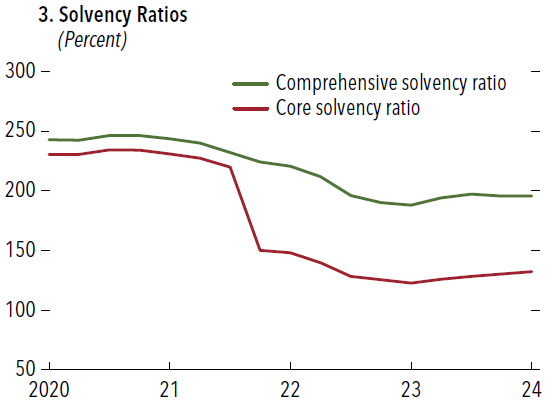 3. Solvency Ratios
(Percent)
300
Comprehensive solvency ratio
Core solvency ratio
250
200
150
100
50
2020 21 22 23 24